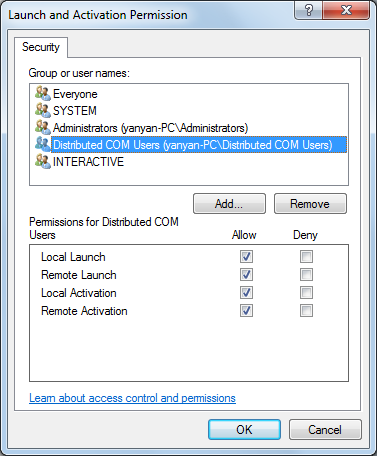 Launch and Activation Permission
Security
Group or user names:
Everyone
SYSTEM
Administrators (yanyan-PC\Administrators)
Distributed COM Users (yanyan-PC\Distributed COM Users)
INTERACTIVE
Add...
Remove
Permissions for Distributed COM
Users
Allow
Deny
Local Launch
Remote Launch
Local Activation
Remote Activation
Learn about access control and permissions
OK
Cancel